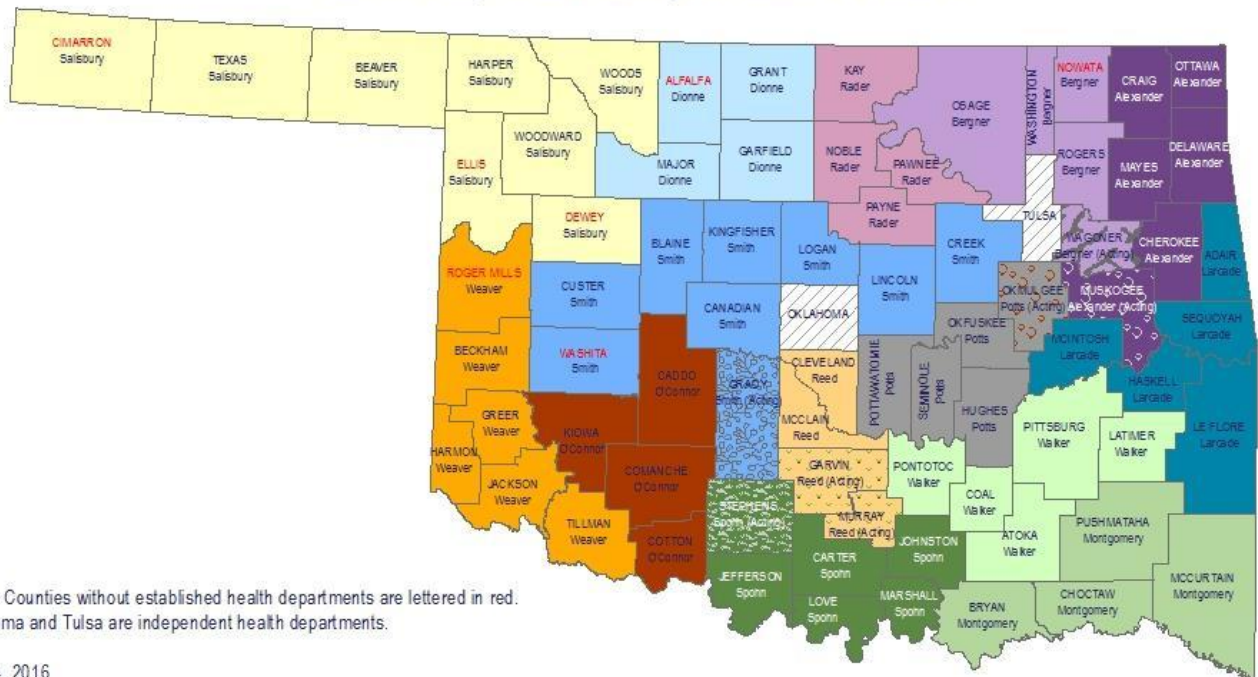 CIMARRON
Salisbury
TEXAS
Salisbury
BEAVER
Salisbury
HARPER
Salisbury
WOODS
Salisbury
ALFALFA
Dionne
GRANT
Dionne
KAY
Rader
OSAGE
Bergner
WASHINGTON
Bergner
NOWATA
Bergner
CRAIG
Alexander
OTTAWA
Alexander
ELLIS
Salisbury
WOODWARD
Salisbury
MAJOR
Dionne
GARFIELD
Dionne
NOBLE
Rader
PAWNEE
Rader
ROGERS
Bergner
MAYES
Alexander
DELAWARE
Alexander
DEWEY
Salisbury
BLAINE
Smith
KINGFISHER
Smith
LOGAN
Smith
PAYNE
Rader
CREEK
Smith
TULSA
WAGONER
Bergner (Acting)
CHEROKEE
Alexander
ADAIR
Larcade
ROGER MILLS
Weaver
CUSTER
Smith
CANADIAN
Smith
OKLAHOMA
LINCOLN
Smith
OKMULGEE
Potts (Acting)
MUSKOGEE
Alexander (Acting)
SEQUOYAH
Larcade
BECKHAM
Weaver
WASHITA
Smith
CADDO
O'Connor
GRADY
Smith (Acting)
CLEVELAND
Reed
POTTAWATOMIE
Potts
SEMINOLE
Potts
OKFUSKEE
Potts
MCINTOSH
Larcade
HASKELL
Larcade
GREER
Weaver
KIOWA
O'Connor
MCCLAIN
Reed
HUGHES
Potts
PITTSBURG
Walker
LATIMER
Walker
LE FLORE
Larcade
HARMON
Weaver
JACKSON
Weaver
COMANCHE
O'Connor
GARVIN
Reed (Acting)
PONTOTOC
Walker
COAL
Walker
TILLMAN
Weaver
COTTON
O'Connor
STEPHENS
Spohn (Acting)
MURRAY
Reed (Acting)
JOHNSTON
Spohn
ATOKA
Walker
PUSHMATAHA
Montgomery
JEFFERSON
Spohn
CARTER
Spohn
LOVE
Spohn
MARSHALL
Spohn
BRYAN
Montgomery
CHOCTAW
Montgomery
MCCURTAIN
Montgomery
Counties without established health departments are lettered in red.
ma and Tulsa are independent health departments.
, 2016